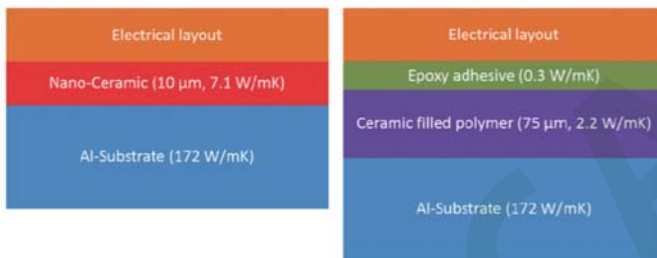 Electrical layout
Nano-Ceramic (10 μm, 7.1 W/mK)
Al-Substrate (172 W/mK)
Electrical layout
Epoxy adhesive (0.3 W/mK)
Ceramic filled polymer (75 μm, 2.2 W/mK)
Al-Substrate (172 W/mK)